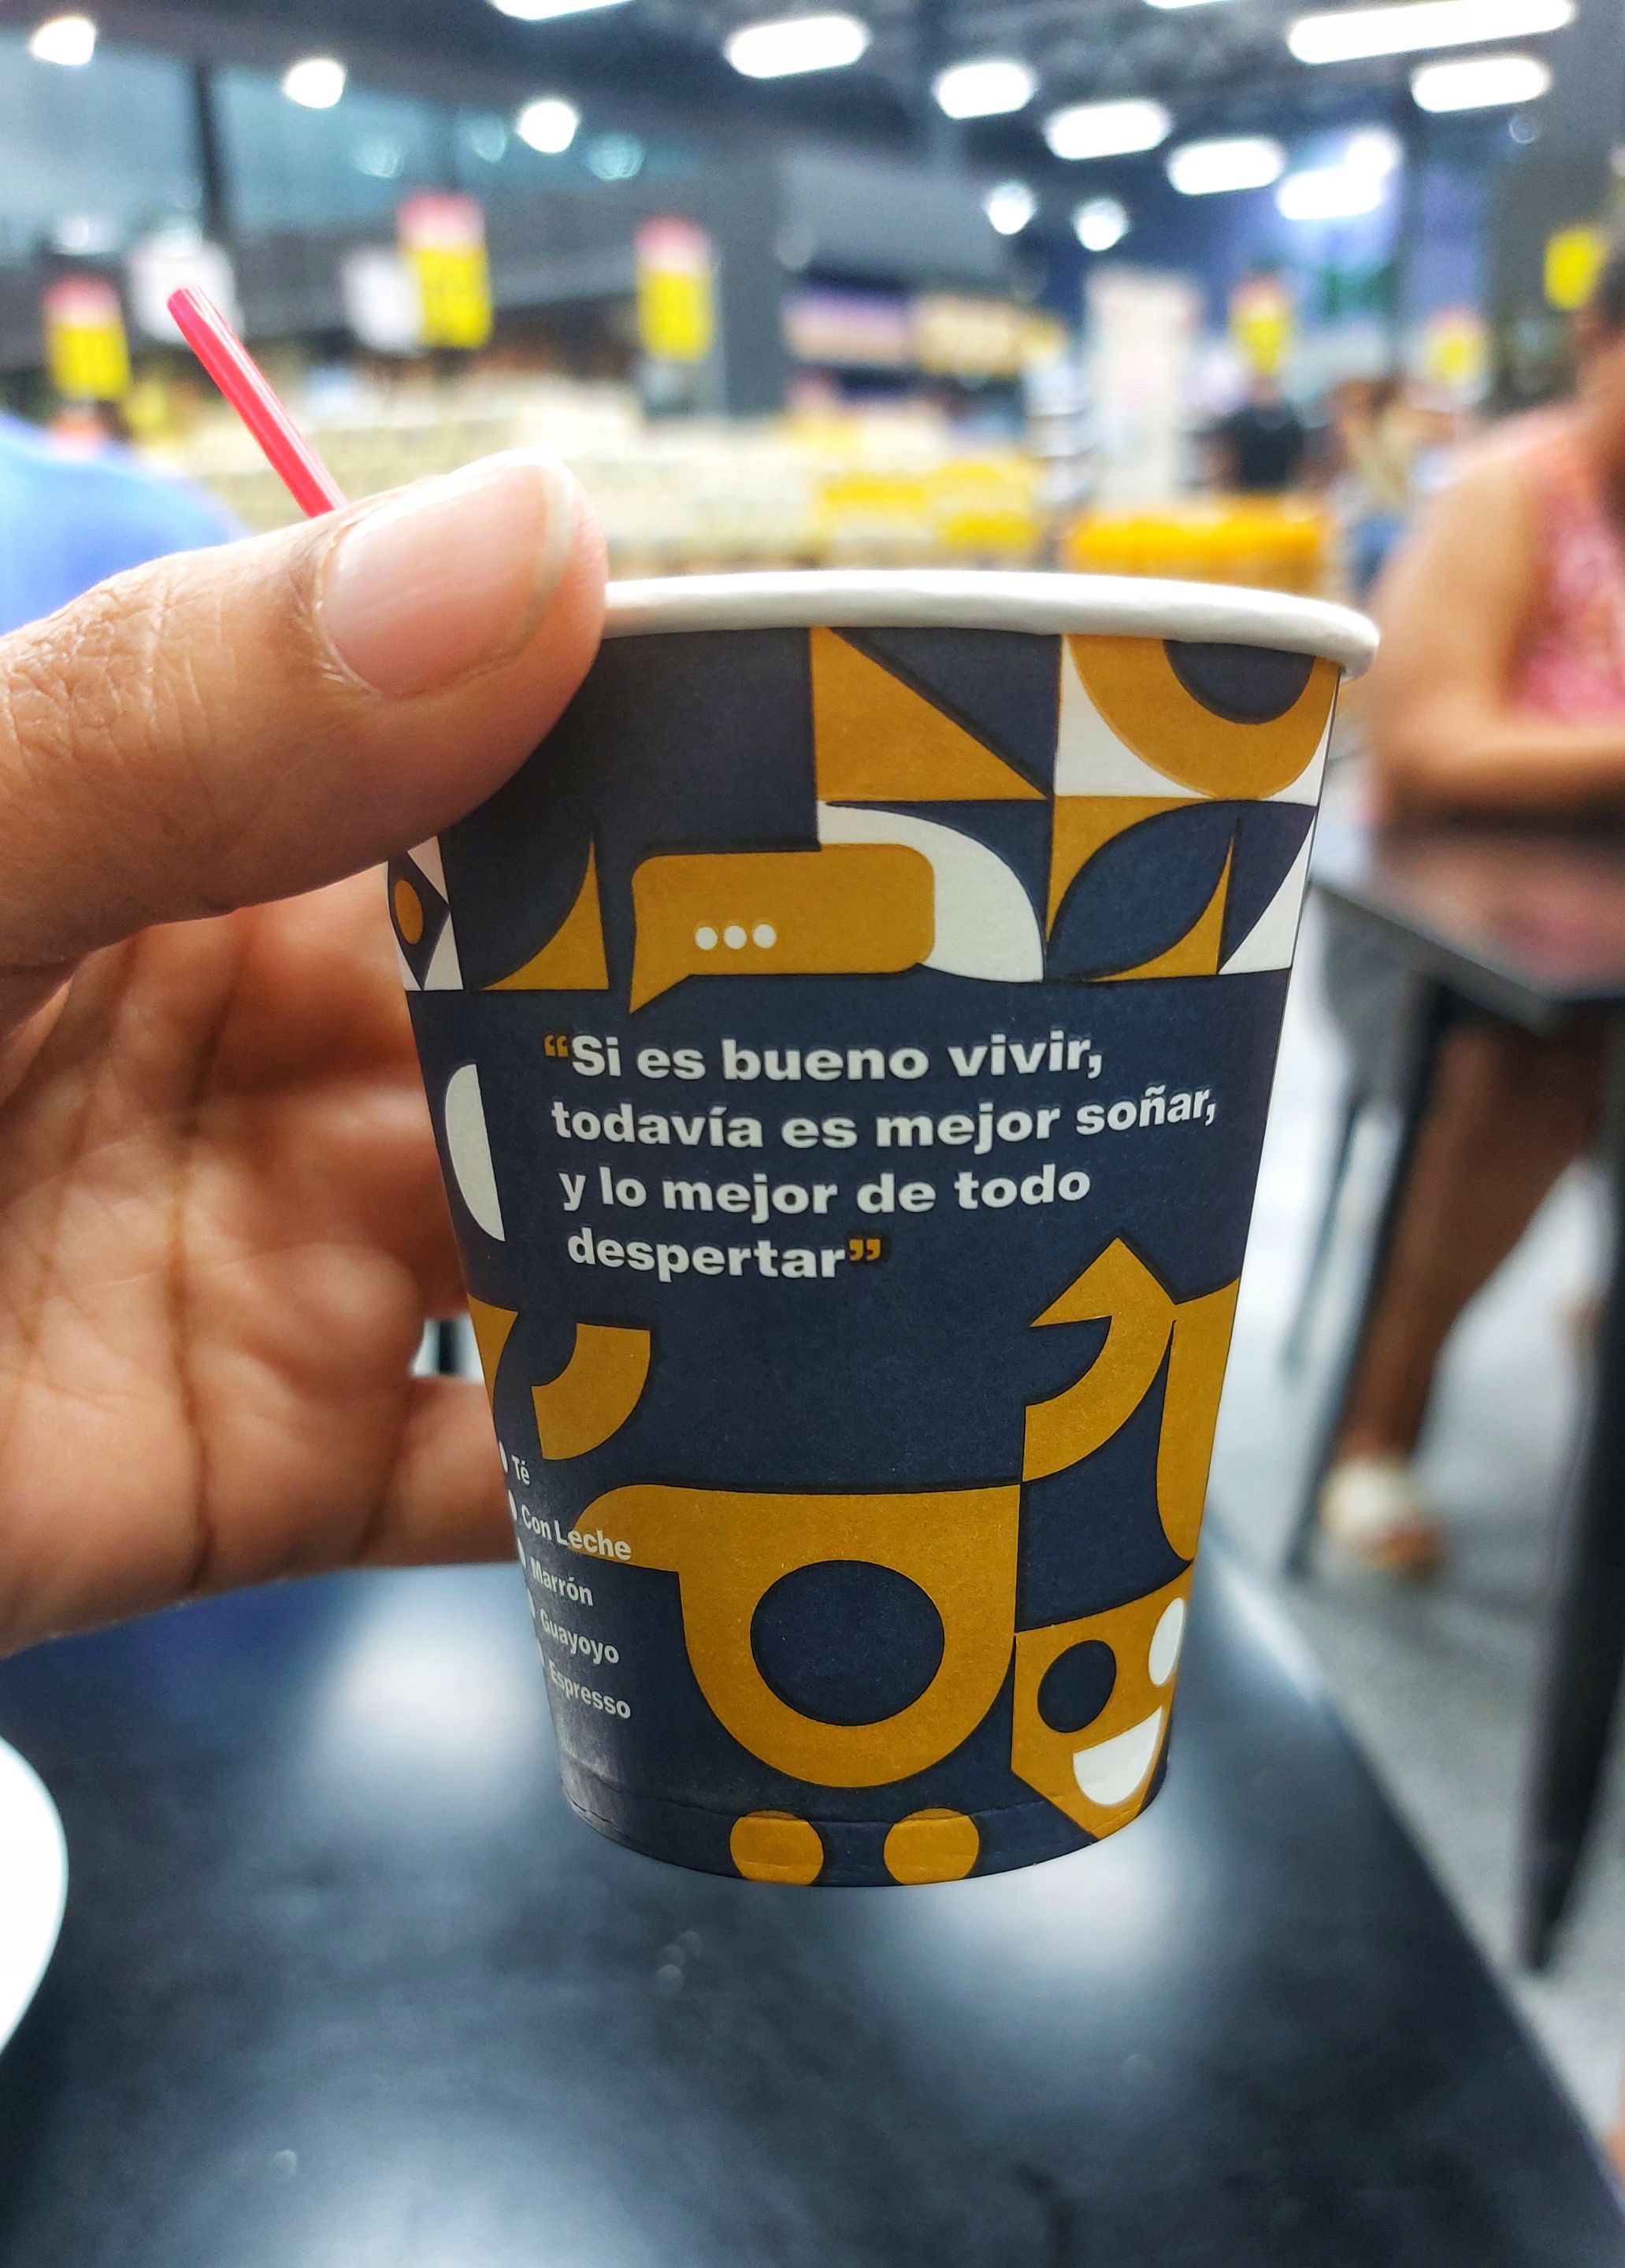 “Si es bueno vivir,
todavía es mejor soñar,
y lo mejor de todo
despertar”
Té
Con Leche
Marrón
Guayoyo
Espresso